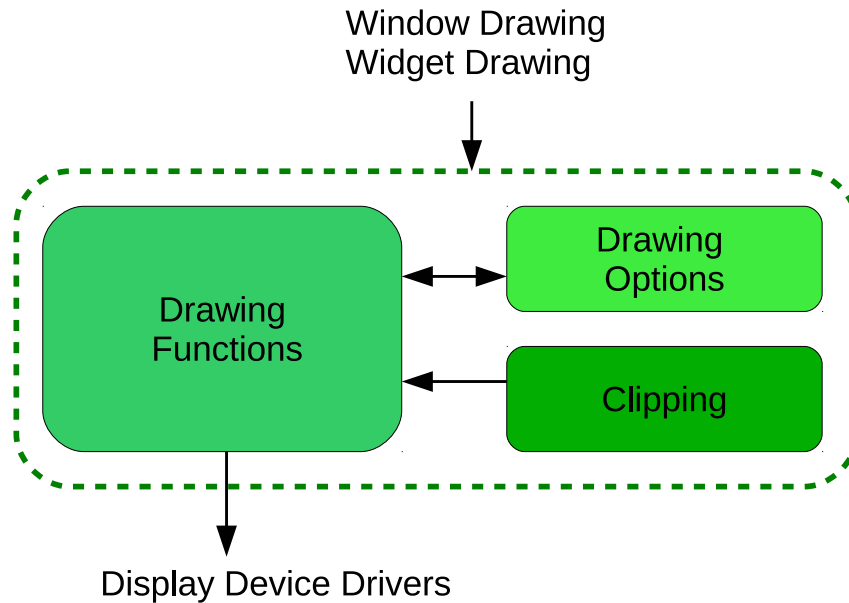 Window Drawing
Widget Drawing
Drawing
Options
Drawing
Functions
Clipping
Display Device Drivers